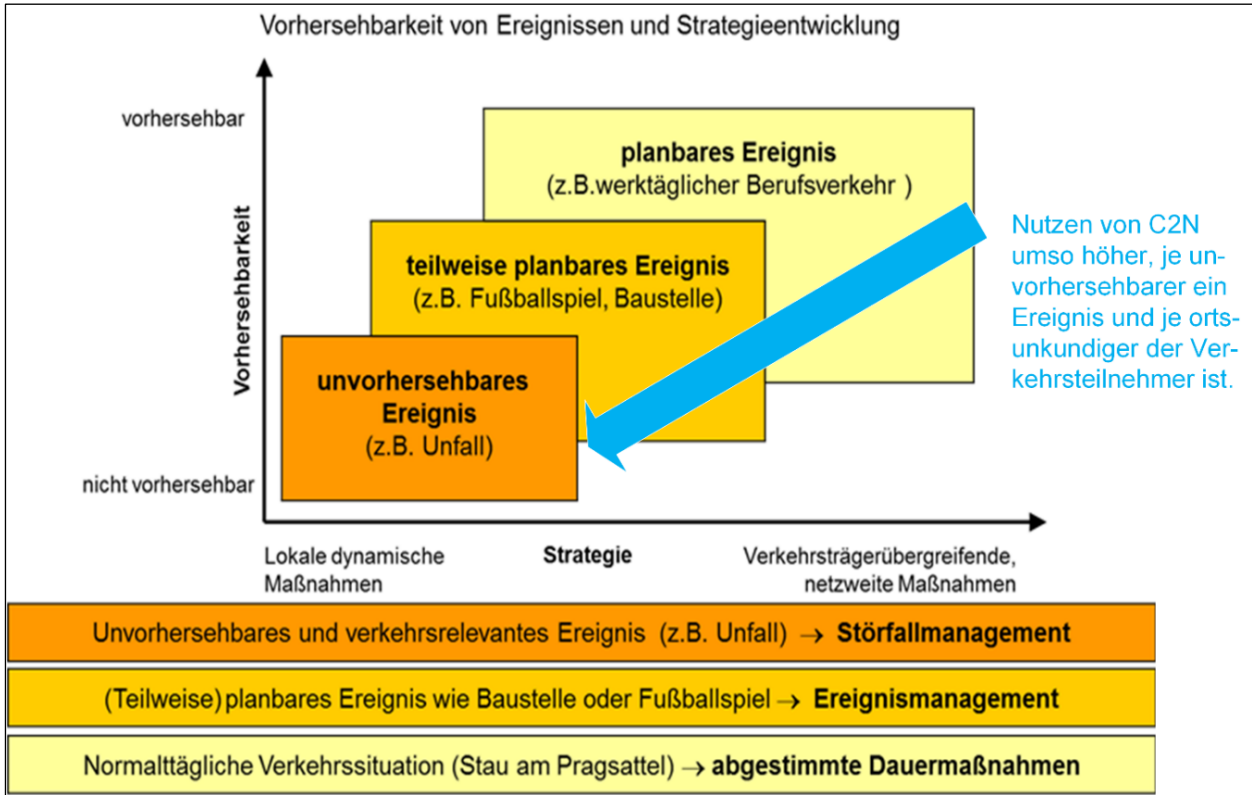 Vorhersehbarkeit von Ereignissen und Strategieentwicklung
vorhersehbar
Vorhersehbarkeit
nicht vorhersehbar
planbares Ereignis
(z.B.werktäglicher Berufsverkehr )
teilweise planbares Ereignis
(z.B. Fußballspiel, Baustelle)
unvorhersehbares
Ereignis
(z.B. Unfall)
Nutzen von C2N
umso höher, je un-
vorhersehbarer ein
Ereignis und je orts-
unkundiger der Ver-
kehrsteilnehmer ist.
Lokale dynamische
Maßnahmen
Strategie
Verkehrsträgerübergreifende,
netzweite Maßnahmen
Unvorhersehbares und verkehrsrelevantes Ereignis (z.B. Unfall) → Störfallmanagement
(Teilweise) planbares Ereignis wie Baustelle oder Fußballspiel → Ereignismanagement
Normalttägliche Verkehrssituation (Stau am Pragsattel) → abgestimmte Dauermaßnahmen